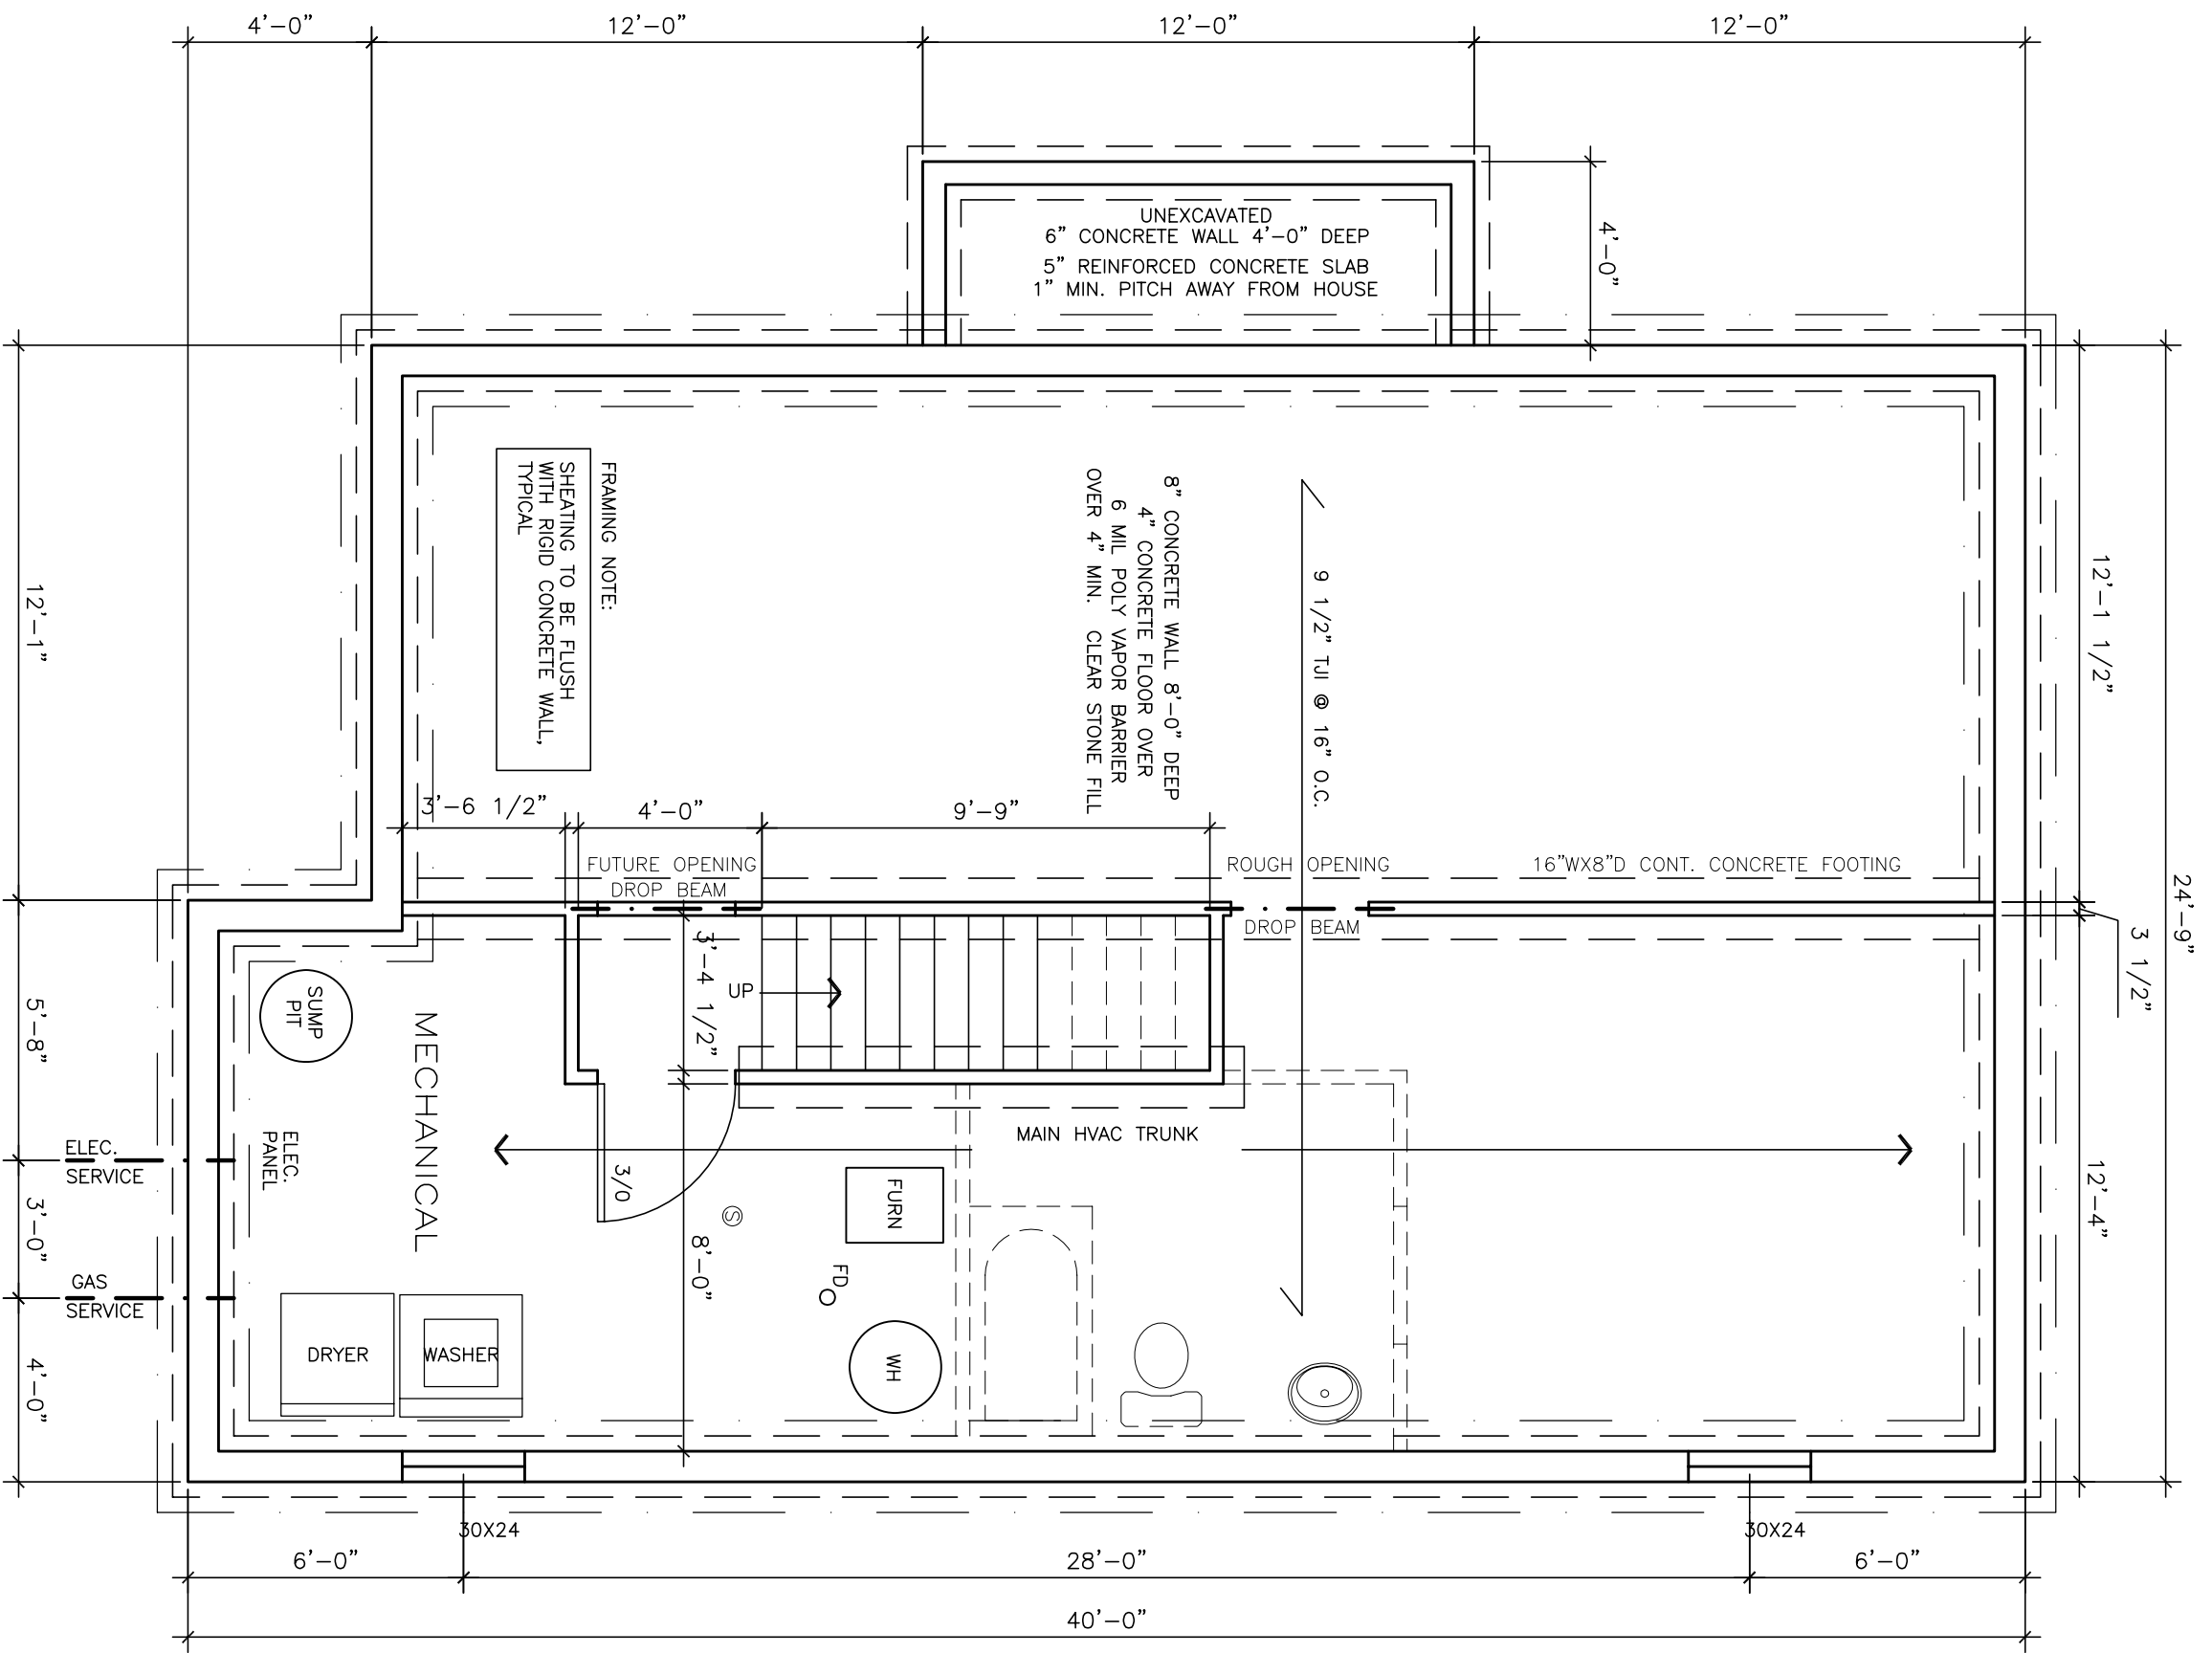 4'-0"
12'-0"
12'-0"
12'-0"
UNEXCAVATED
6" CONCRETE WALL 4'-0" DEEP
5" REINFORCED CONCRETE SLAB
1" MIN. PITCH AWAY FROM HOUSE
4'-0"
FRAMING NOTE:
SHEATING TO BE FLUSH
WITH RIGID CONCRETE WALL,
TYPICAL
8" CONCRETE WALL 8'-0" DEEP
4" CONCRETE FLOOR OVER
6 MIL POLY VAPOR BARRIER
OVER 4" MIN. CLEAR STONE FILL
9 1/2" TJI @ 16" O.C.
12'-1 1/2"
24'-9"
3 1/2"
12'-4"
12'-1"
5'-8"
3'-0"
4'-0"
3'-6 1/2"
4'-0"
9'-9"
FUTURE OPENING
DROP BEAM
ROUGH OPENING
DROP BEAM
16"WX8"D CONT. CONCRETE FOOTING
3'-4 1/2"
UP
SUMP
PIT
MECHANICAL
ELEC.
PANEL
ELEC.
SERVICE
GAS
SERVICE
MAIN HVAC TRUNK
3/0
S
8'-0"
FURN
FD
WH
DRYER
WASHER
30X24
30X24
6'-0"
28'-0"
6'-0"
40'-0"